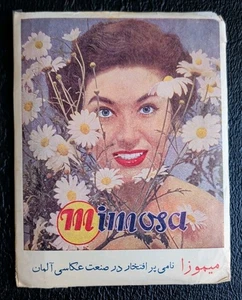 mimosa
میموزا نامی پر افتخار در صنعت عکاسی آلمان